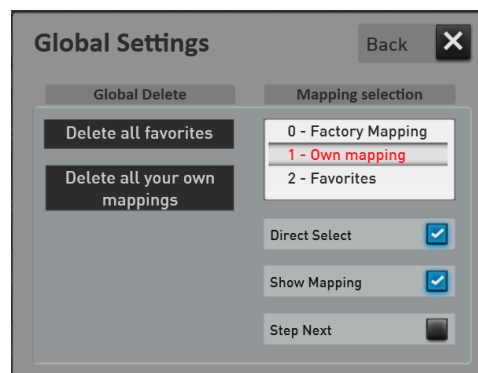 Global Settings
Back
Global Delete
Mapping selection
Delete all favorites
Delete all your own
mappings
0 - Factory Mapping
1 - Own mapping
2 - Favorites
Direct Select
Show Mapping
Step Next